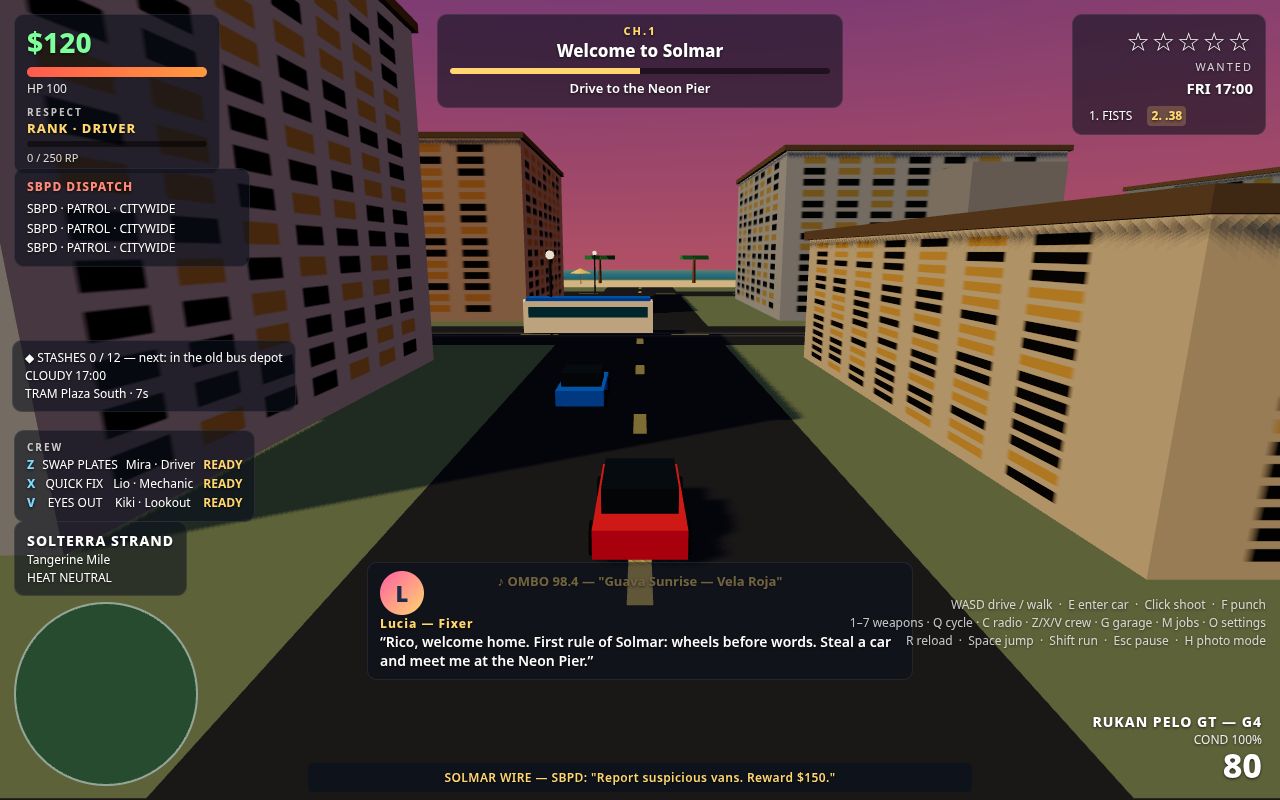 $120
HP 100
RESPECT
RANK · DRIVER
0 / 250 RP
SBPD DISPATCH
SBPD · PATROL · CITYWIDE
SBPD · PATROL · CITYWIDE
SBPD · PATROL · CITYWIDE
CH.1
Welcome to Solmar
Drive to the Neon Pier
☆☆☆☆☆
WANTED
FRI 17:00
1. FISTS 2. .38
◆ STASHES 0 / 12 — next: in the old bus depot
CLOUDY 17:00
TRAM Plaza South · 7s
CREW
Z SWAP PLATES Mira · Driver READY
X QUICK FIX Lio · Mechanic READY
V EYES OUT Kiki · Lookout READY
SOLTERRA STRAND
Tangerine Mile
HEAT NEUTRAL
♪ OMBO 98.4 — "Guava Sunrise — Vela Roja"
L
Lucia — Fixer
“Rico, welcome home. First rule of Solmar: wheels before words. Steal a car
and meet me at the Neon Pier.”
WASD drive / walk · E enter car · Click shoot · F punch
1–7 weapons · Q cycle · C radio · Z/X/V crew · G garage · M jobs · O settings
R reload · Space jump · Shift run · Esc pause · H photo mode
RUKAN PELO GT — G4
COND 100%
80
SOLMAR WIRE — SBPD: "Report suspicious vans. Reward $150."